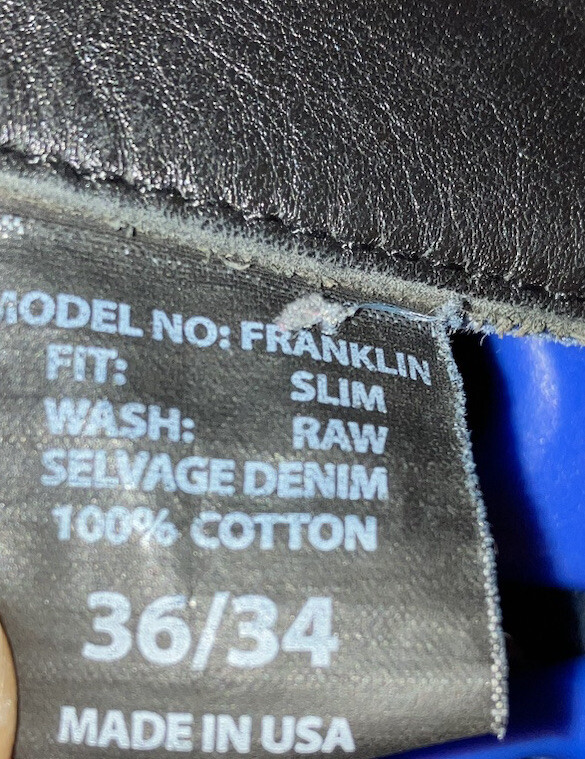 MODEL NO: FRANKLIN
FIT: SLIM
WASH: RAW
SELVAGE DENIM
100% COTTON
36/34
MADE IN USA